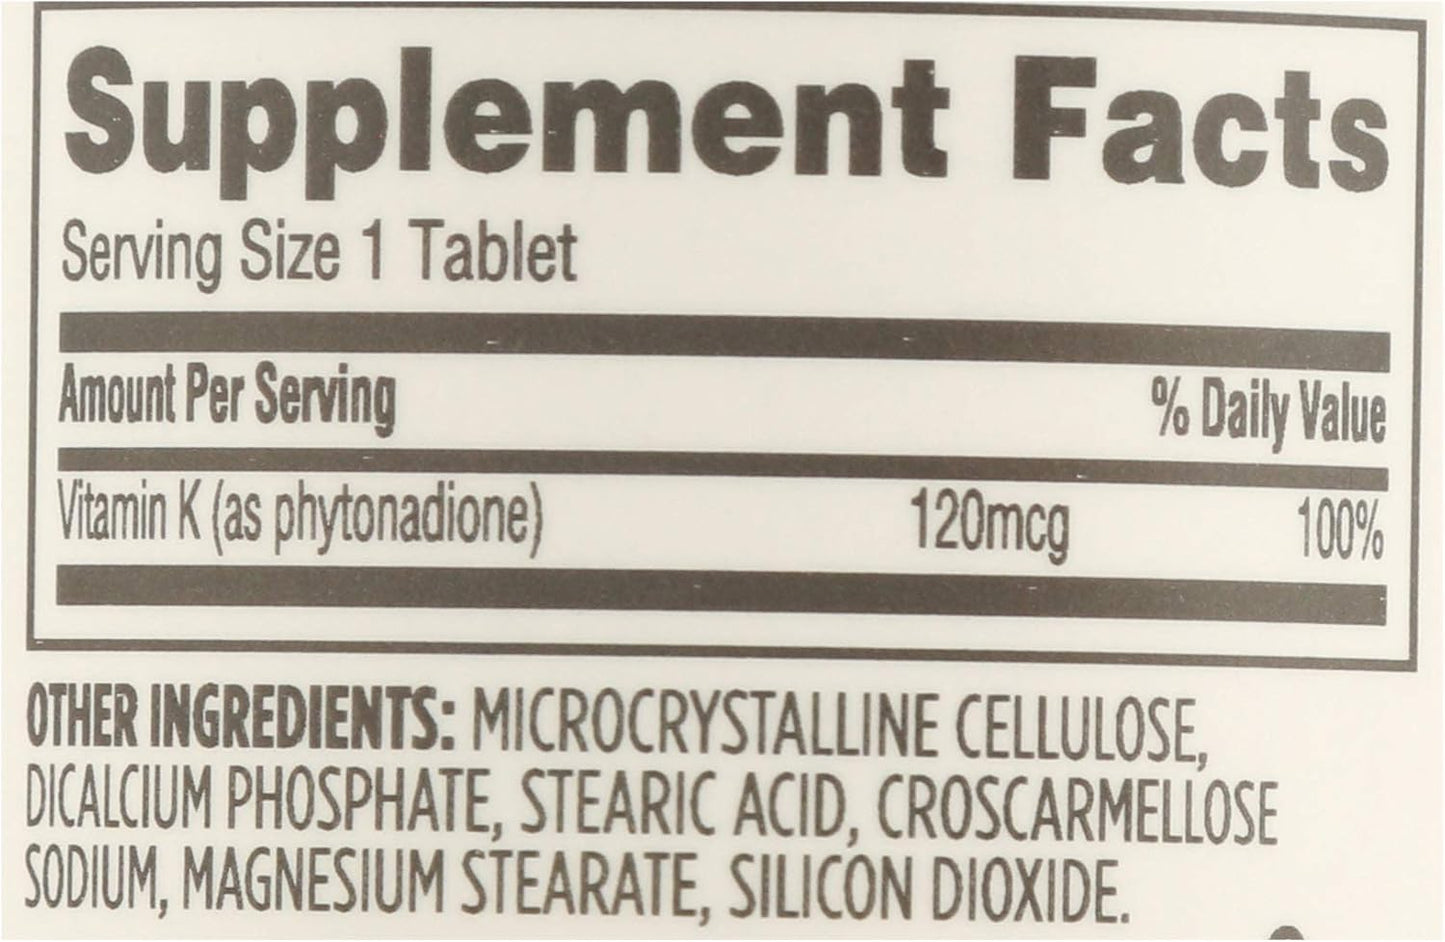 Supplement Facts
Serving Size 1 Tablet
Amount Per Serving % Daily Value
Vitamin K (as phytonadione) 120mcg 100%
OTHER INGREDIENTS: MICROCRYSTALLINE CELLULOSE,
DICALCIUM PHOSPHATE, STEARIC ACID, CROSCARMELLOSE
SODIUM, MAGNESIUM STEARATE, SILICON DIOXIDE.